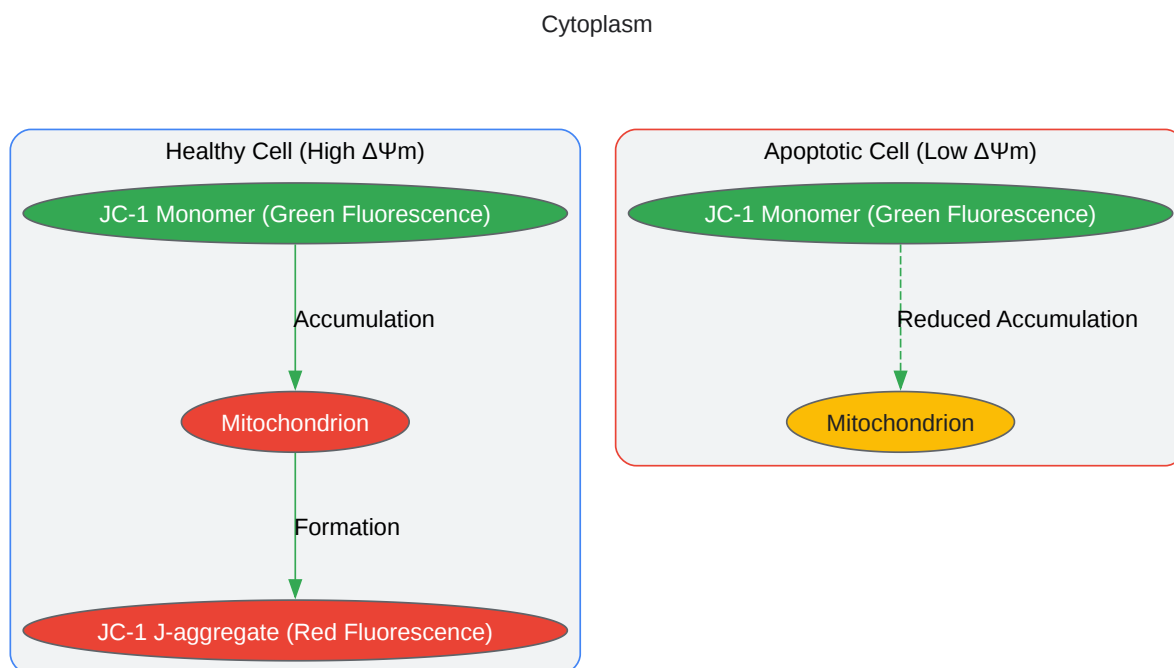 Cytoplasm
Healthy Cell (High ΔΨm)
JC-1 Monomer (Green Fluorescence)
Accumulation
Mitochondrion
Formation
JC-1 J-aggregate (Red Fluorescence)
Apoptotic Cell (Low ΔΨm)
JC-1 Monomer (Green Fluorescence)
Reduced Accumulation
Mitochondrion